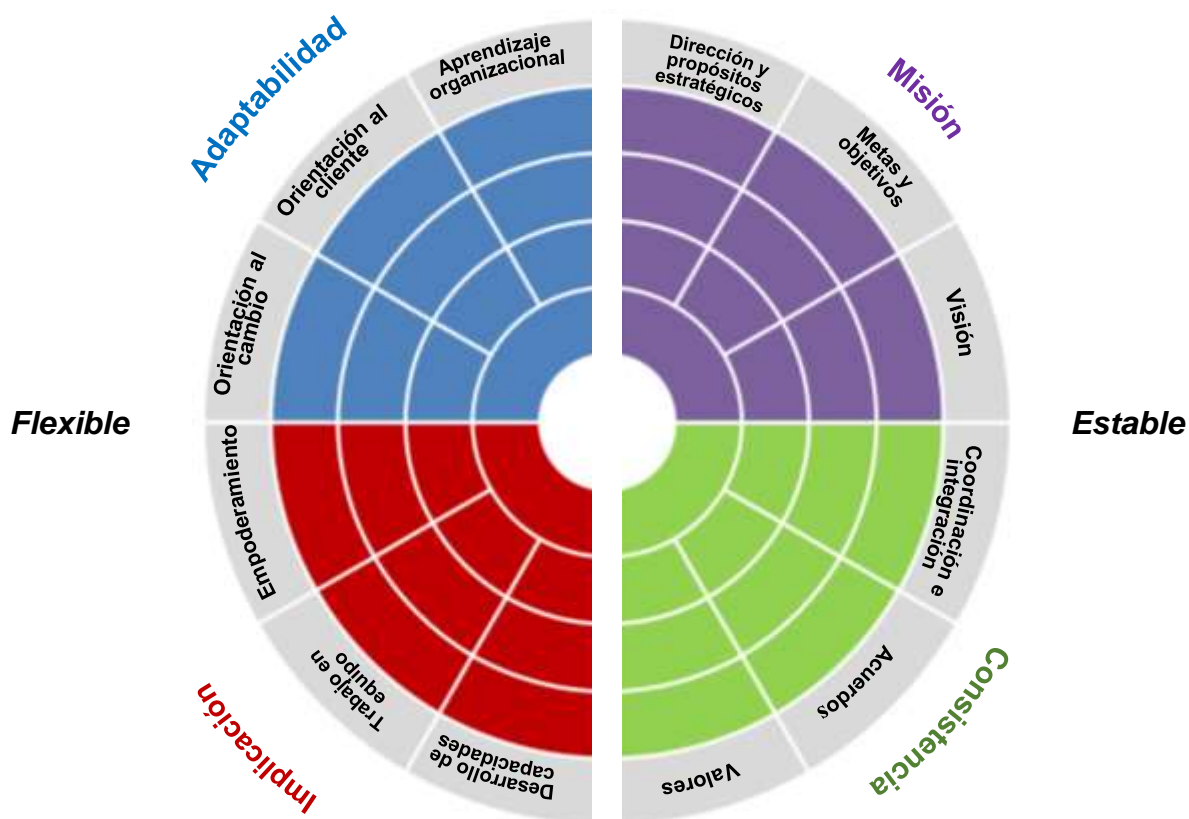 Adaptabilidad
Aprendizaje
organizacional
Orientación al
cliente
Orientación al
cambio
Dirección y
propósitos
estratégicos
Misión
Metas y
objetivos
Visión
Flexible
Estable
Empoderamiento
Trabajo en
equipo
Desarrollo de
capacidades
Implicación
Coordinación e
integración
Acuerdos
Valores
Consistencia